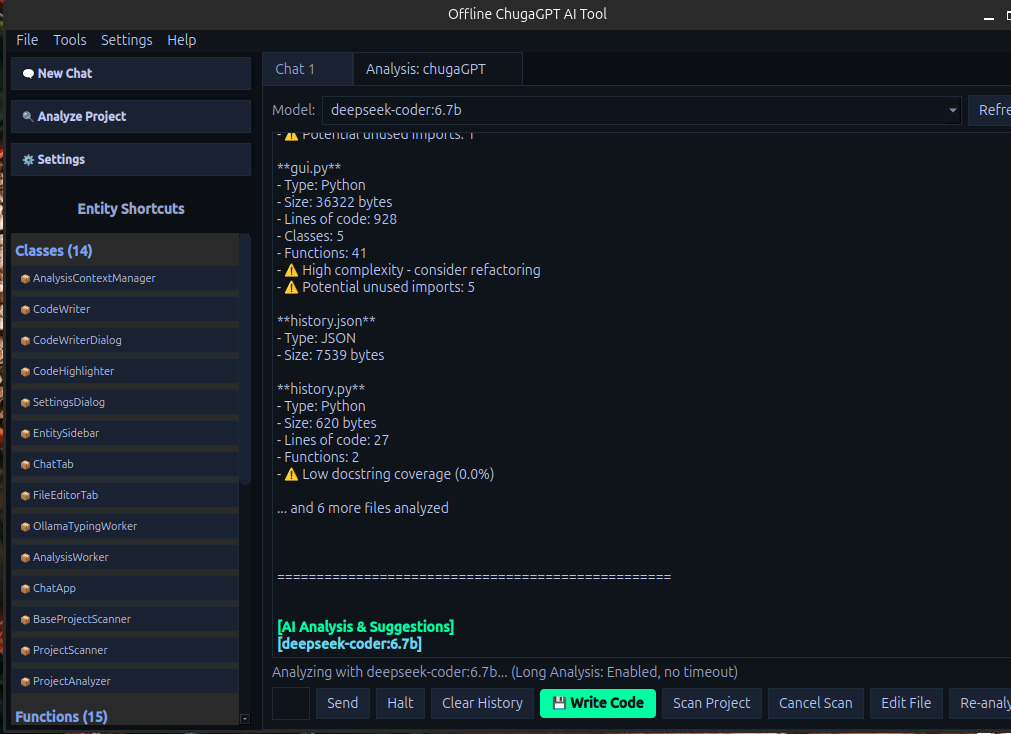 Offline ChugaGPT AI Tool
File Tools Settings Help
New Chat
Analyze Project
Settings
Entity Shortcuts
Classes (14)
AnalysisContextManager
CodeWriter
CodeWriterDialog
CodeHighlighter
SettingsDialog
EntitySidebar
ChatTab
FileEditorTab
OllamaTypingWorker
AnalysisWorker
ChatApp
BaseProjectScanner
ProjectScanner
ProjectAnalyzer
Functions (15)
Chat 1 Analysis: chugaGPT
Model: deepseek-coder:6.7b Refre
- ⚠️ Potential unused imports: 1
**gui.py**
- Type: Python
- Size: 36322 bytes
- Lines of code: 928
- Classes: 5
- Functions: 41
- ⚠️ High complexity - consider refactoring
- ⚠️ Potential unused imports: 5
**history.json**
- Type: JSON
- Size: 7539 bytes
**history.py**
- Type: Python
- Size: 620 bytes
- Lines of code: 27
- Functions: 2
- ⚠️ Low docstring coverage (0.0%)
... and 6 more files analyzed
==================================================
[AI Analysis & Suggestions]
[deepseek-coder:6.7b]
Analyzing with deepseek-coder:6.7b... (Long Analysis: Enabled, no timeout)
Send Halt Clear History Write Code Scan Project Cancel Scan Edit File Re-analy